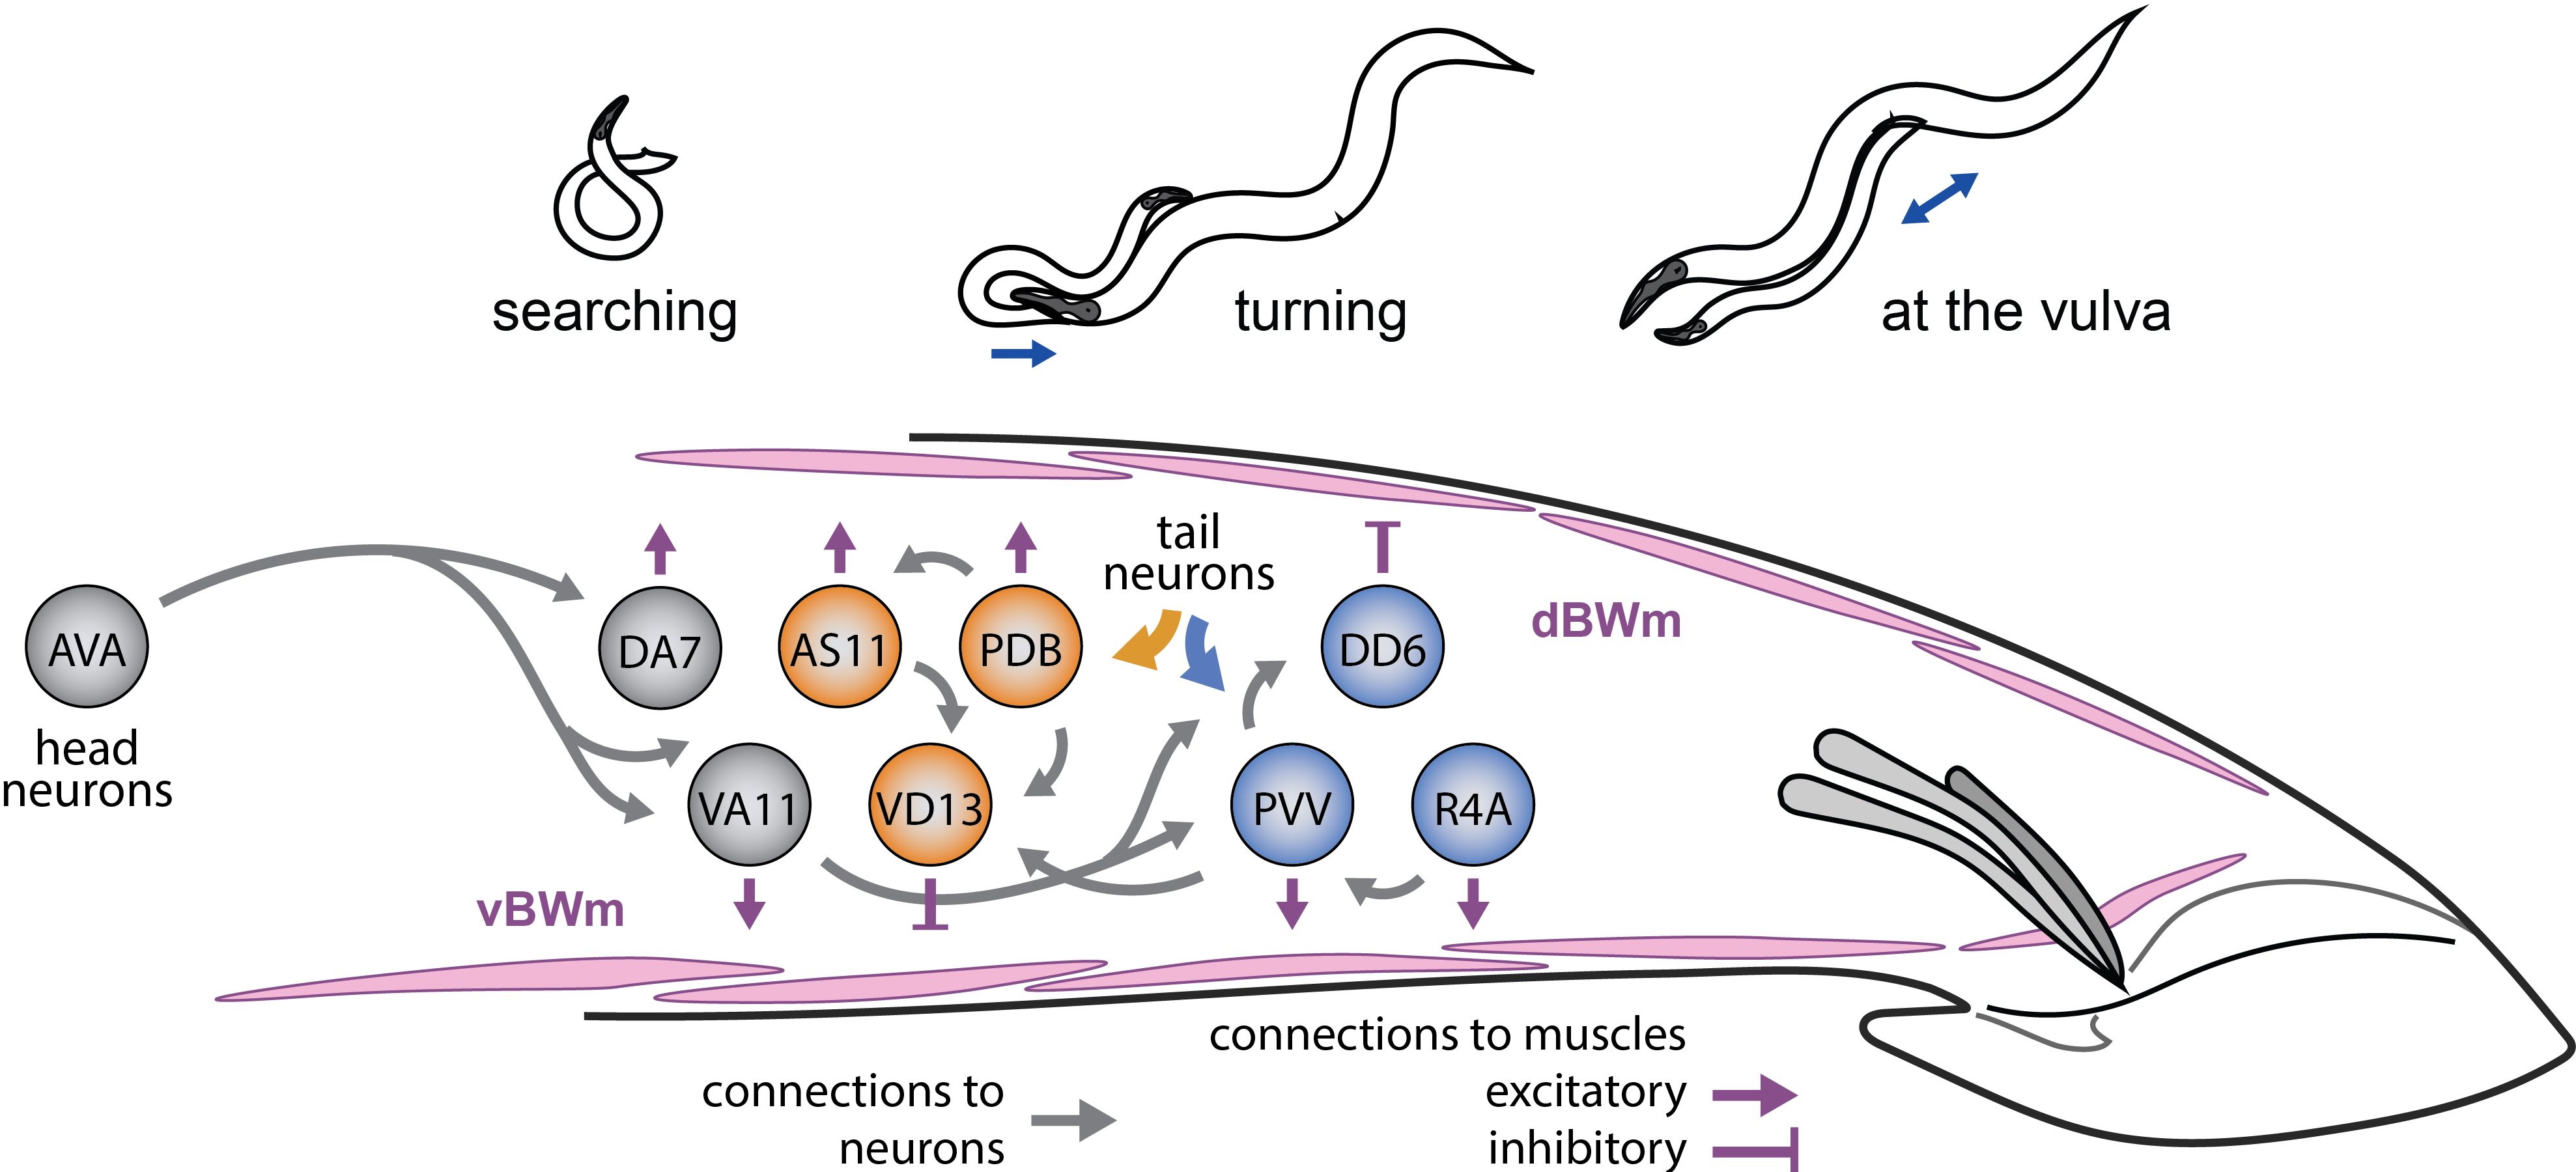 searching
turning
at the vulva
tail
neurons
dBWm
AVA
DA7
AS11
PDB
DD6
head
neurons
VA11
VD13
PVV
R4A
vBWm
connections to muscles
connections to
neurons
excitatory
inhibitory